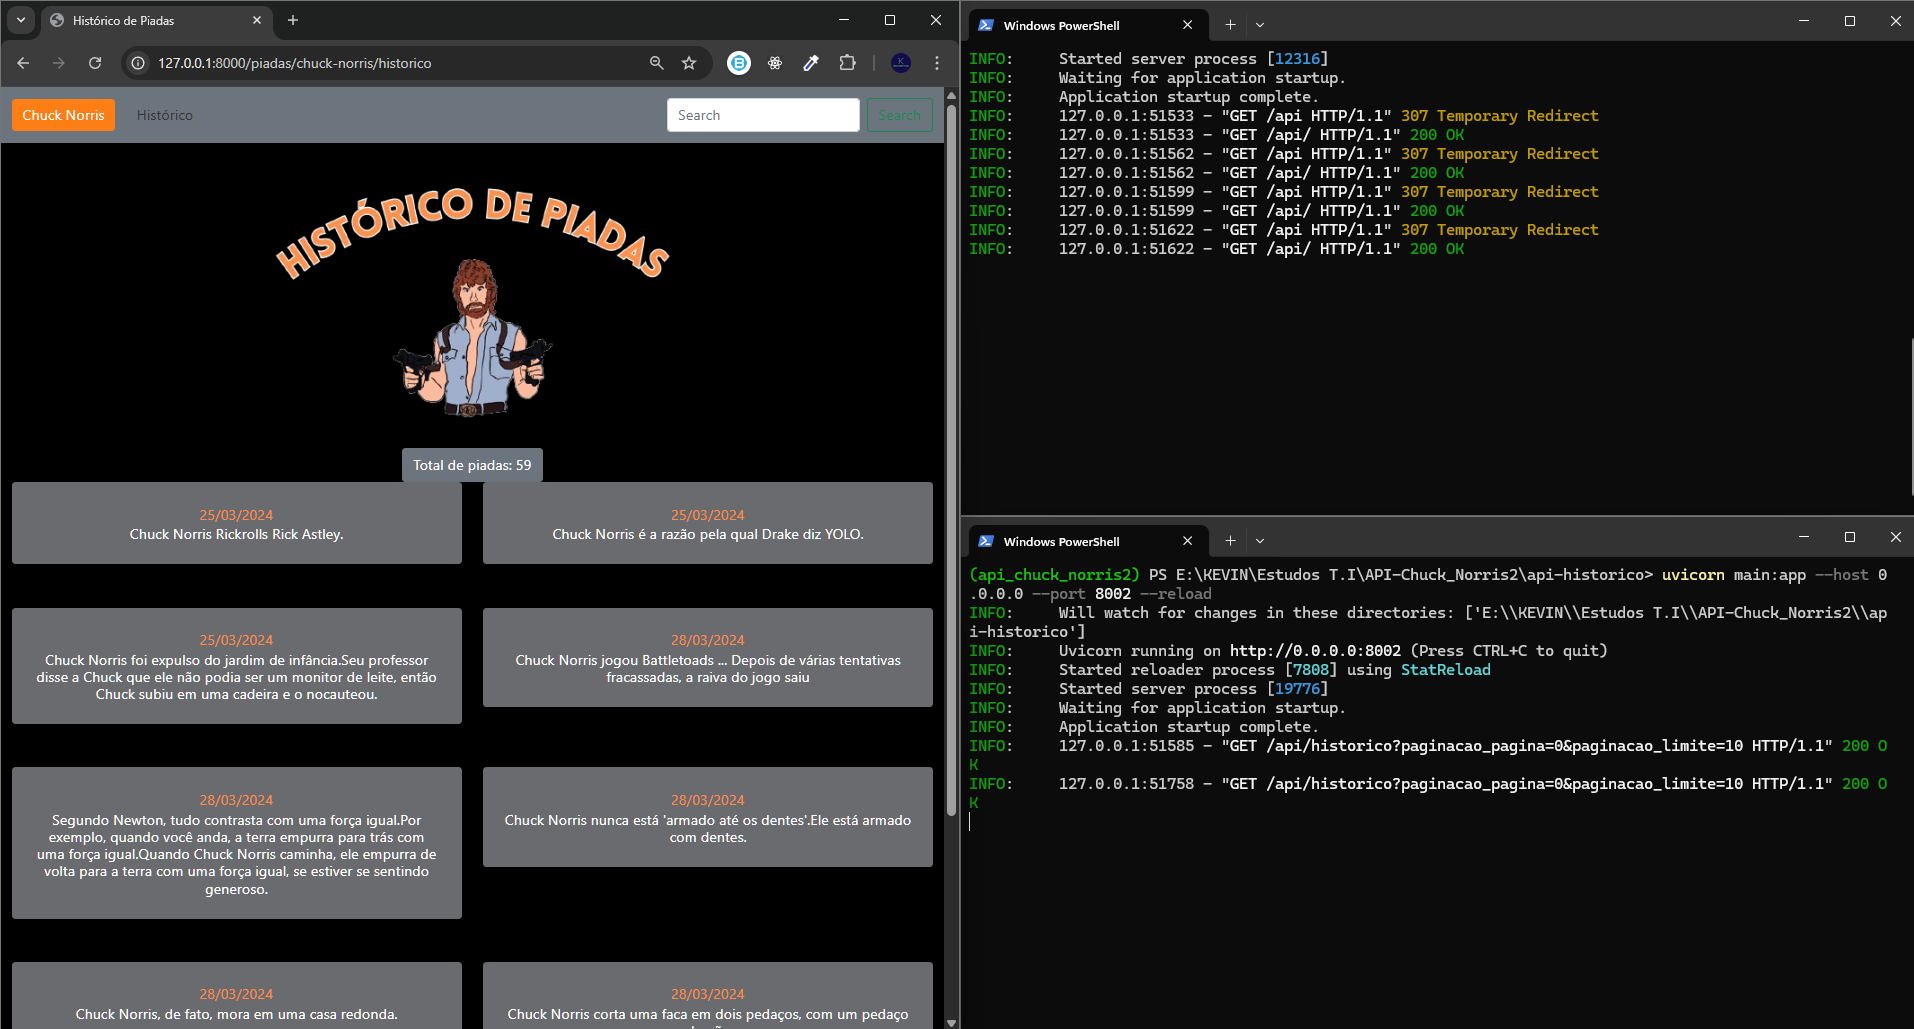 Histórico de Piadas
127.0.0.1:8000/piadas/chuck-norris/historico
Chuck Norris
Histórico
Search
Search
HISTÓRICO DE PIADAS
Total de piadas: 59
25/03/2024
Chuck Norris Rickrolls Rick Astley.
25/03/2024
Chuck Norris é a razão pela qual Drake diz YOLO.
25/03/2024
Chuck Norris foi expulso do jardim de infância.Seu professor
disse a Chuck que ele não podia ser um monitor de leite, então
Chuck subiu em uma cadeira e o nocauteou.
28/03/2024
Chuck Norris jogou Battletoads ... Depois de várias tentativas
fracassadas, a raiva do jogo saiu
28/03/2024
Segundo Newton, tudo contrasta com uma força igual.Por
exemplo, quando você anda, a terra empurra para trás com
uma força igual.Quando Chuck Norris caminha, ele empurra de
volta para a terra com uma força igual, se estiver se sentindo
generoso.
28/03/2024
Chuck Norris nunca está 'armado até os dentes'.Ele está armado
com dentes.
28/03/2024
Chuck Norris, de fato, mora em uma casa redonda.
28/03/2024
Chuck Norris corta uma faca em dois pedaços, com um pedaço
Windows PowerShell
INFO:     Started server process [12316]
INFO:     Waiting for application startup.
INFO:     Application startup complete.
INFO:     127.0.0.1:51533 - "GET /api HTTP/1.1" 307 Temporary Redirect
INFO:     127.0.0.1:51533 - "GET /api/ HTTP/1.1" 200 OK
INFO:     127.0.0.1:51562 - "GET /api HTTP/1.1" 307 Temporary Redirect
INFO:     127.0.0.1:51562 - "GET /api/ HTTP/1.1" 200 OK
INFO:     127.0.0.1:51599 - "GET /api HTTP/1.1" 307 Temporary Redirect
INFO:     127.0.0.1:51599 - "GET /api/ HTTP/1.1" 200 OK
INFO:     127.0.0.1:51622 - "GET /api HTTP/1.1" 307 Temporary Redirect
INFO:     127.0.0.1:51622 - "GET /api/ HTTP/1.1" 200 OK
Windows PowerShell
(api_chuck_norris2) PS E:\KEVIN\Estudos T.I\API-Chuck_Norris2\api-historico> uvicorn main:app --host 0
.0.0.0 --port 8002 --reload
INFO:     Will watch for changes in these directories: ['E:\\KEVIN\\Estudos T.I\\API-Chuck_Norris2\\ap
i-historico']
INFO:     Uvicorn running on http://0.0.0.0:8002 (Press CTRL+C to quit)
INFO:     Started reloader process [7808] using StatReload
INFO:     Started server process [19776]
INFO:     Waiting for application startup.
INFO:     Application startup complete.
INFO:     127.0.0.1:51585 - "GET /api/historico?paginacao_pagina=0&paginacao_limite=10 HTTP/1.1" 200 O
K
INFO:     127.0.0.1:51758 - "GET /api/historico?paginacao_pagina=0&paginacao_limite=10 HTTP/1.1" 200 O
K